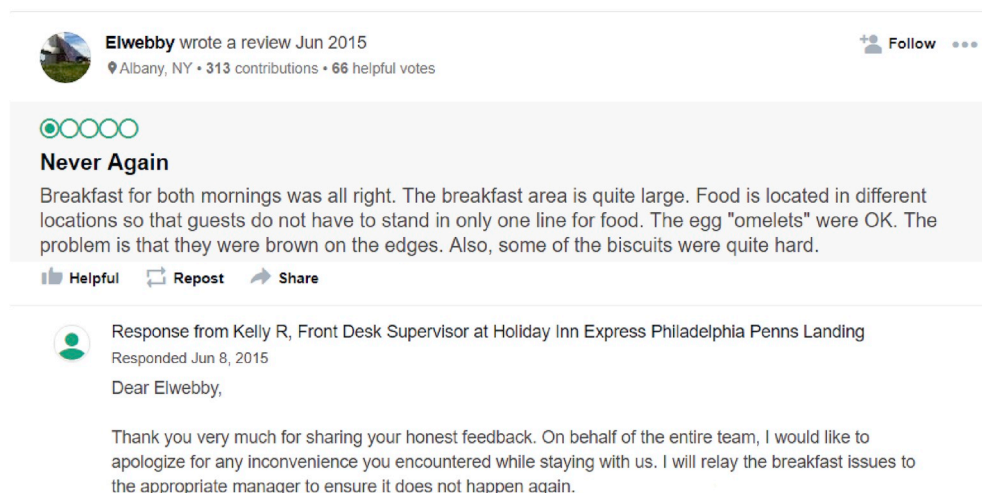 Elwebby wrote a review Jun 2015
Follow
Albany, NY • 313 contributions • 66 helpful votes
Never Again
Breakfast for both mornings was all right. The breakfast area is quite large. Food is located in different
locations so that guests do not have to stand in only one line for food. The egg "omelets" were OK. The
problem is that they were brown on the edges. Also, some of the biscuits were quite hard.
Helpful Repost Share
Response from Kelly R, Front Desk Supervisor at Holiday Inn Express Philadelphia Penns Landing
Responded Jun 8, 2015
Dear Elwebby,
Thank you very much for sharing your honest feedback. On behalf of the entire team, I would like to
apologize for any inconvenience you encountered while staying with us. I will relay the breakfast issues to
the appropriate manager to ensure it does not happen again.